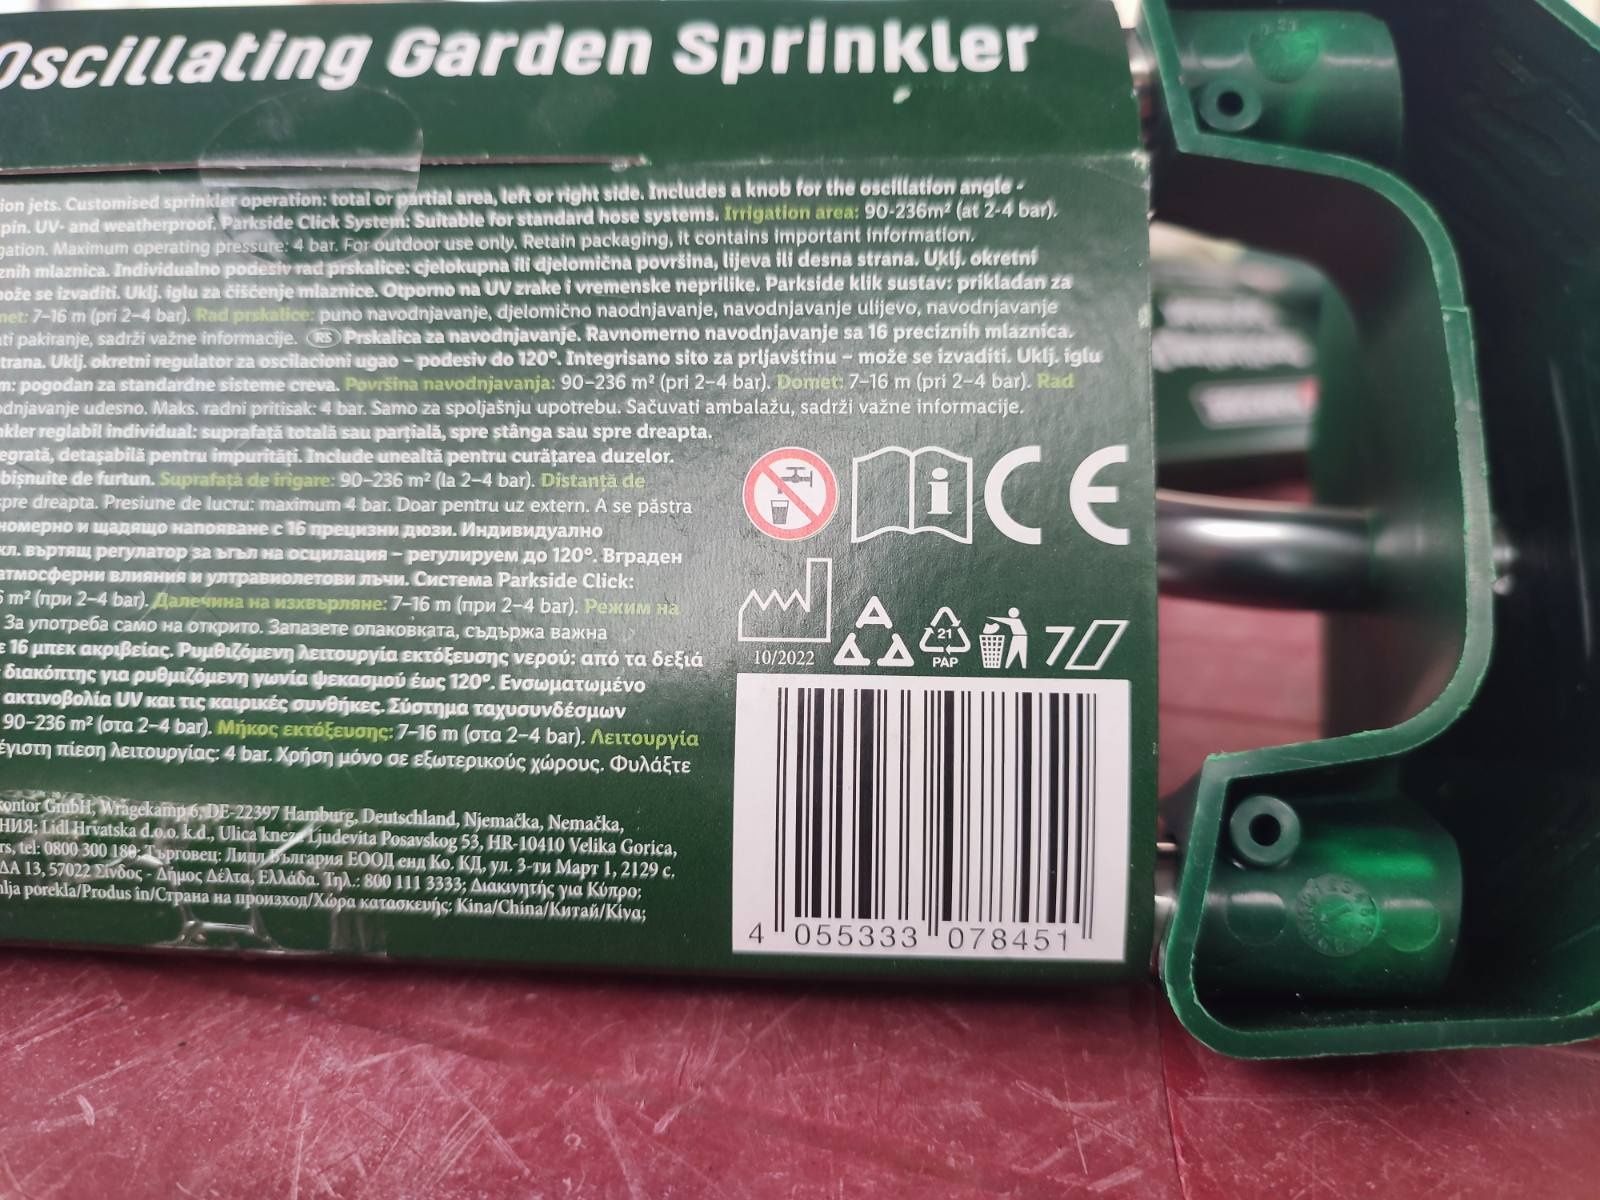 Oscillating Garden Sprinkler
ion jets. Customised sprinkler operation: total or partial area, left or right side. Includes a knob for the oscillation angle -
pin. UV- and weatherproof. Parkside Click System: Suitable for standard hose systems. Irrigation area: 90-236m² (at 2-4 bar).
gation. Maximum operating pressure: 4 bar. For outdoor use only. Retain packaging, it contains important information.
znih mlaznica. Individualno podesiv rad prskalice: cjelokupna ili djelomična površina, lijeva ili desna strana. Uklj. okretni
može se izvaditi. Uklj. iglu za čišćenje mlaznice. Otporno na UV zrake i vremenske neprilike. Parkside klik sustav: prikladan za
met: 7–16 m (pri 2–4 bar). Rad prskalice: puno navodnjavanje, djelomično naodnjavanje, navodnjavanje ulijevo, navodnjavanje
ti pakiranje, sadrži važne informacije. RS Prskalica za navodnjavanje. Ravnomerno navodnjavanje sa 16 preciznih mlaznica.
strana. Uklj. okretni regulator za oscilacioni ugao – podesiv do 120°. Integrisano sito za prljavštinu – može se izvaditi. Uklj. iglu
m: pogodan za standardne sisteme creva. Površina navodnjavanja: 90–236 m² (pri 2–4 bar). Domet: 7–16 m (pri 2–4 bar). Rad
odnjavanje udesno. Maks. radni pritisak: 4 bar. Samo za spoljašnju upotrebu. Sačuvati ambalažu, sadrži važne informacije.
nkler reglabil individual: suprafață totală sau parțială, spre stânga sau spre dreapta.
egrată, detașabilă pentru impurități. Include unealtă pentru curățarea duzelor.
bișnuite de furtun. Suprafață de irigare: 90–236 m² (la 2–4 bar). Distanță de
spre dreapta. Presiune de lucru: maximum 4 bar. Doar pentru uz extern. A se păstra
номерно и щадящо напояване с 16 прецизни дюзи. Индивидуално
кл. въртящ регулатор за ъгъл на осцилация – регулируем до 120°. Вграден
атмосферни влияния и ултравиолетови лъчи. Система Parkside Click:
6 m² (при 2–4 bar). Далечина на изхвърляне: 7–16 m (при 2–4 bar). Режим на
За употреба само на открито. Запазете опаковката, съдържа важна
ε 16 μπεκ ακριβείας. Ρυμθιζόμενη λειτουργία εκτόξευσης νερού: από τα δεξιά
διακόπτης για ρυθμιζόμενη γωνία ψεκασμού έως 120°. Ενσωματωμένο
ακτινοβολία UV και τις καιρικές συνθήκες. Σύστημα ταχυσυνδέσμων
90–236 m² (στα 2–4 bar). Μήκος εκτόξευσης: 7–16 m (στα 2–4 bar). Λειτουργία
έγιστη πίεση λειτουργίας: 4 bar. Χρήση μόνο σε εξωτερικούς χώρους. Φυλάξτε
CE
10/2022
21
PAP
7
kontor GmbH, Wragekamp 6, DE-22397 Hamburg, Deutschland, Njemačka, Nemačka,
НИЯ; Lidl Hrvatska d.o.o. k.d., Ulica kneza Ljudevita Posavskog 53, HR-10410 Velika Gorica,
rs, tel: 0800 300 180; Търговец: Лидл България ЕООД енд Ко. КД, ул. 3-ти Март 1, 2129 с.
ΔΑ 13, 57022 Σίνδος - Δήμος Δέλτα, Ελλάδα. Τηλ.: 800 111 3333; Διακινητής για Κύπρο;
lja porekla/Produs în/Страна на произход/Χώρα κατασκευής: Kina/China/Китай/Κίνα;
4 055333 078451